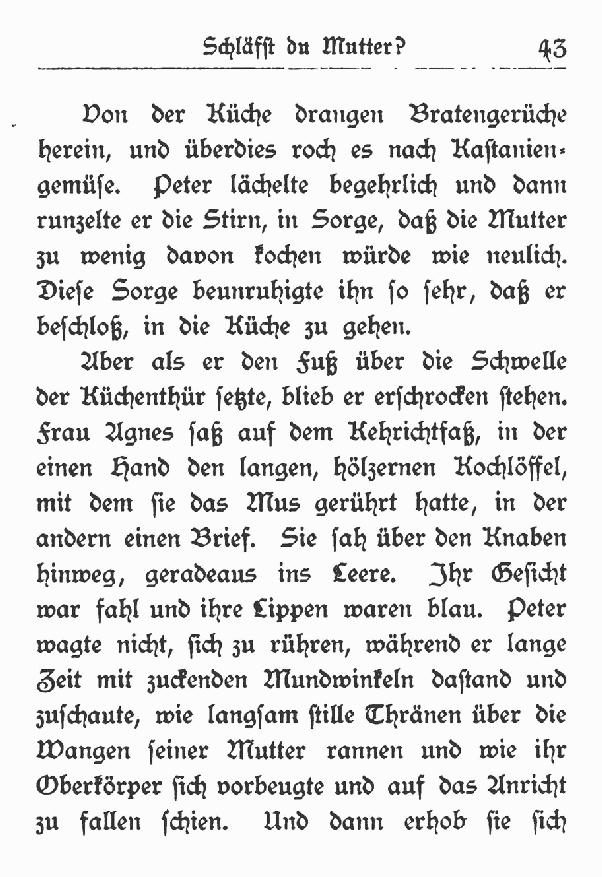 Schläfst du Mutter? 43
Von der Küche drangen Bratengerüche
herein, und überdies roch es nach Kastanien-
gemüse. Peter lächelte begehrlich und dann
runzelte er die Stirn, in Sorge, daß die Mutter
zu wenig davon kochen würde wie neulich.
Diese Sorge beunruhigte ihn so sehr, daß er
beschloß, in die Küche zu gehen.
Aber als er den Fuß über die Schwelle
der Küchenthür setzte, blieb er erschrocken stehen.
Frau Agnes saß auf dem Kehrichtfaß, in der
einen Hand den langen, hölzernen Kochlöffel,
mit dem sie das Mus gerührt hatte, in der
andern einen Brief. Sie sah über den Knaben
hinweg, geradeaus ins Leere. Ihr Gesicht
war fahl und ihre Lippen waren blau. Peter
wagte nicht, sich zu rühren, während er lange
Zeit mit zuckenden Mundwinkeln dastand und
zuschaute, wie langsam stille Thränen über die
Wangen seiner Mutter rannen und wie ihr
Oberkörper sich vorbeugte und auf das Anricht
zu fallen schien. Und dann erhob sie sich